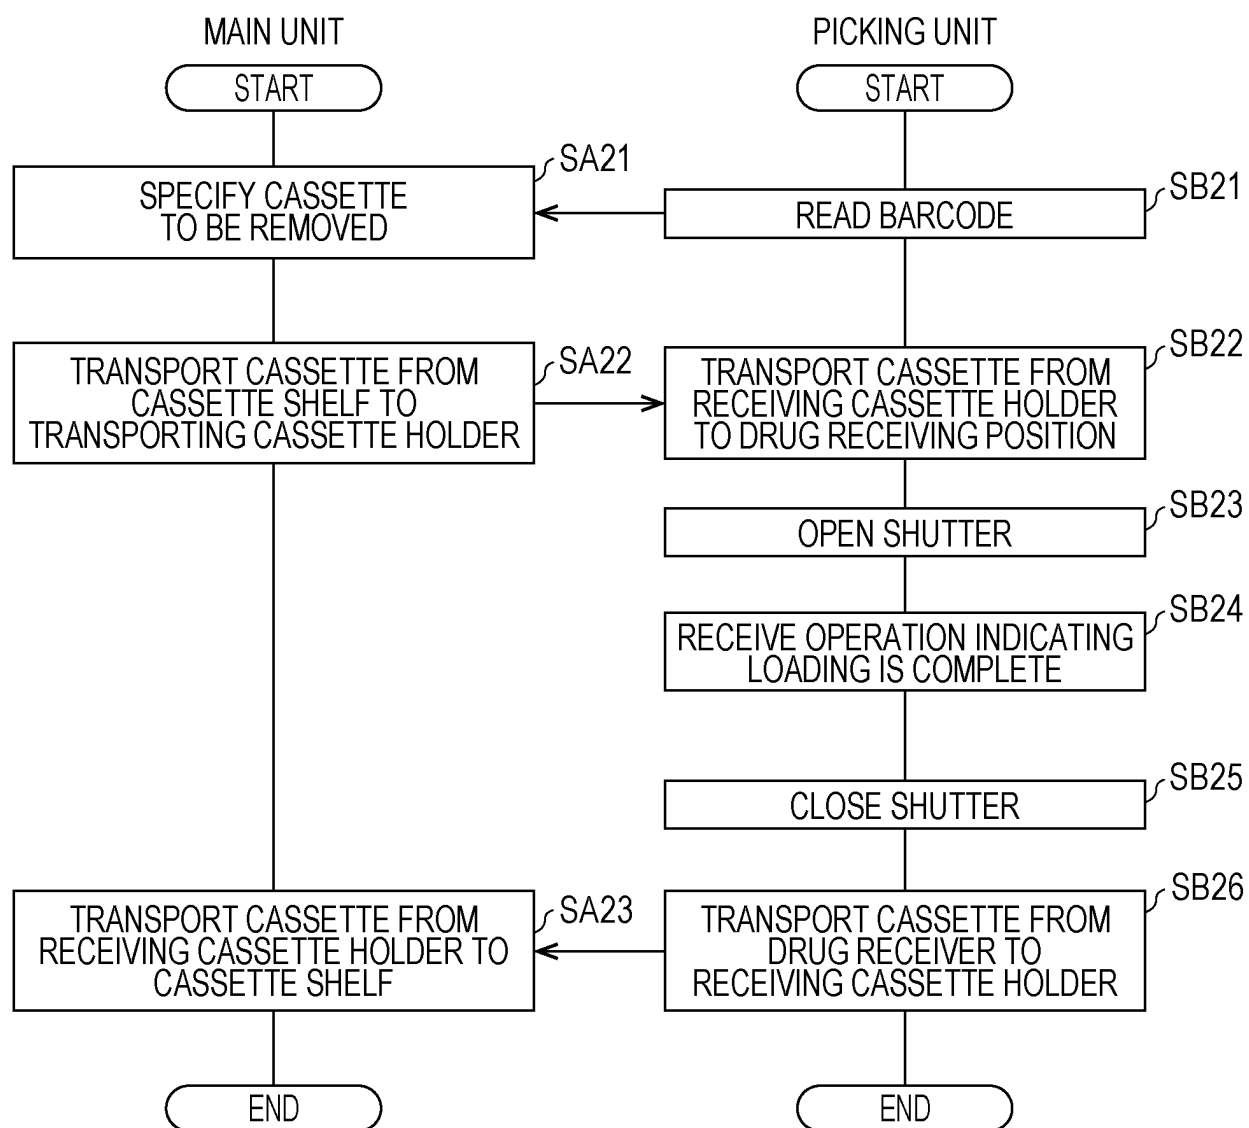 MAIN UNIT
PICKING UNIT
START
START
SA21
SPECIFY CASSETTE
TO BE REMOVED
SB21
READ BARCODE
SA22
TRANSPORT CASSETTE FROM
CASSETTE SHELF TO
TRANSPORTING CASSETTE HOLDER
SB22
TRANSPORT CASSETTE FROM
RECEIVING CASSETTE HOLDER
TO DRUG RECEIVING POSITION
SB23
OPEN SHUTTER
SB24
RECEIVE OPERATION INDICATING
LOADING IS COMPLETE
SB25
CLOSE SHUTTER
SA23
TRANSPORT CASSETTE FROM
RECEIVING CASSETTE HOLDER TO
CASSETTE SHELF
SB26
TRANSPORT CASSETTE FROM
DRUG RECEIVER TO
RECEIVING CASSETTE HOLDER
END
END